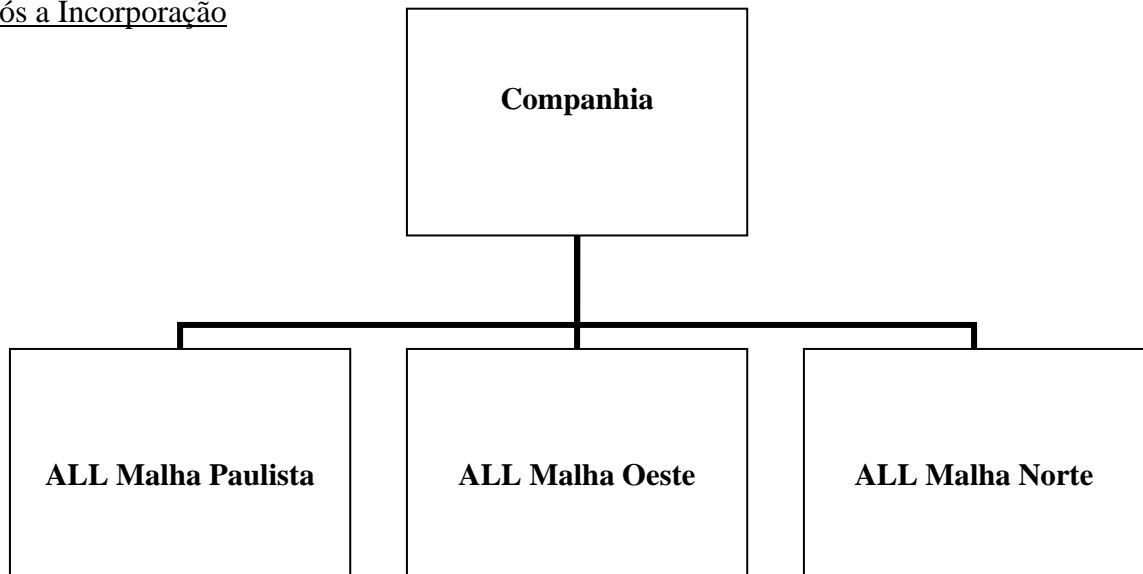 ós a Incorporação
Companhia
ALL Malha Paulista
ALL Malha Oeste
ALL Malha Norte